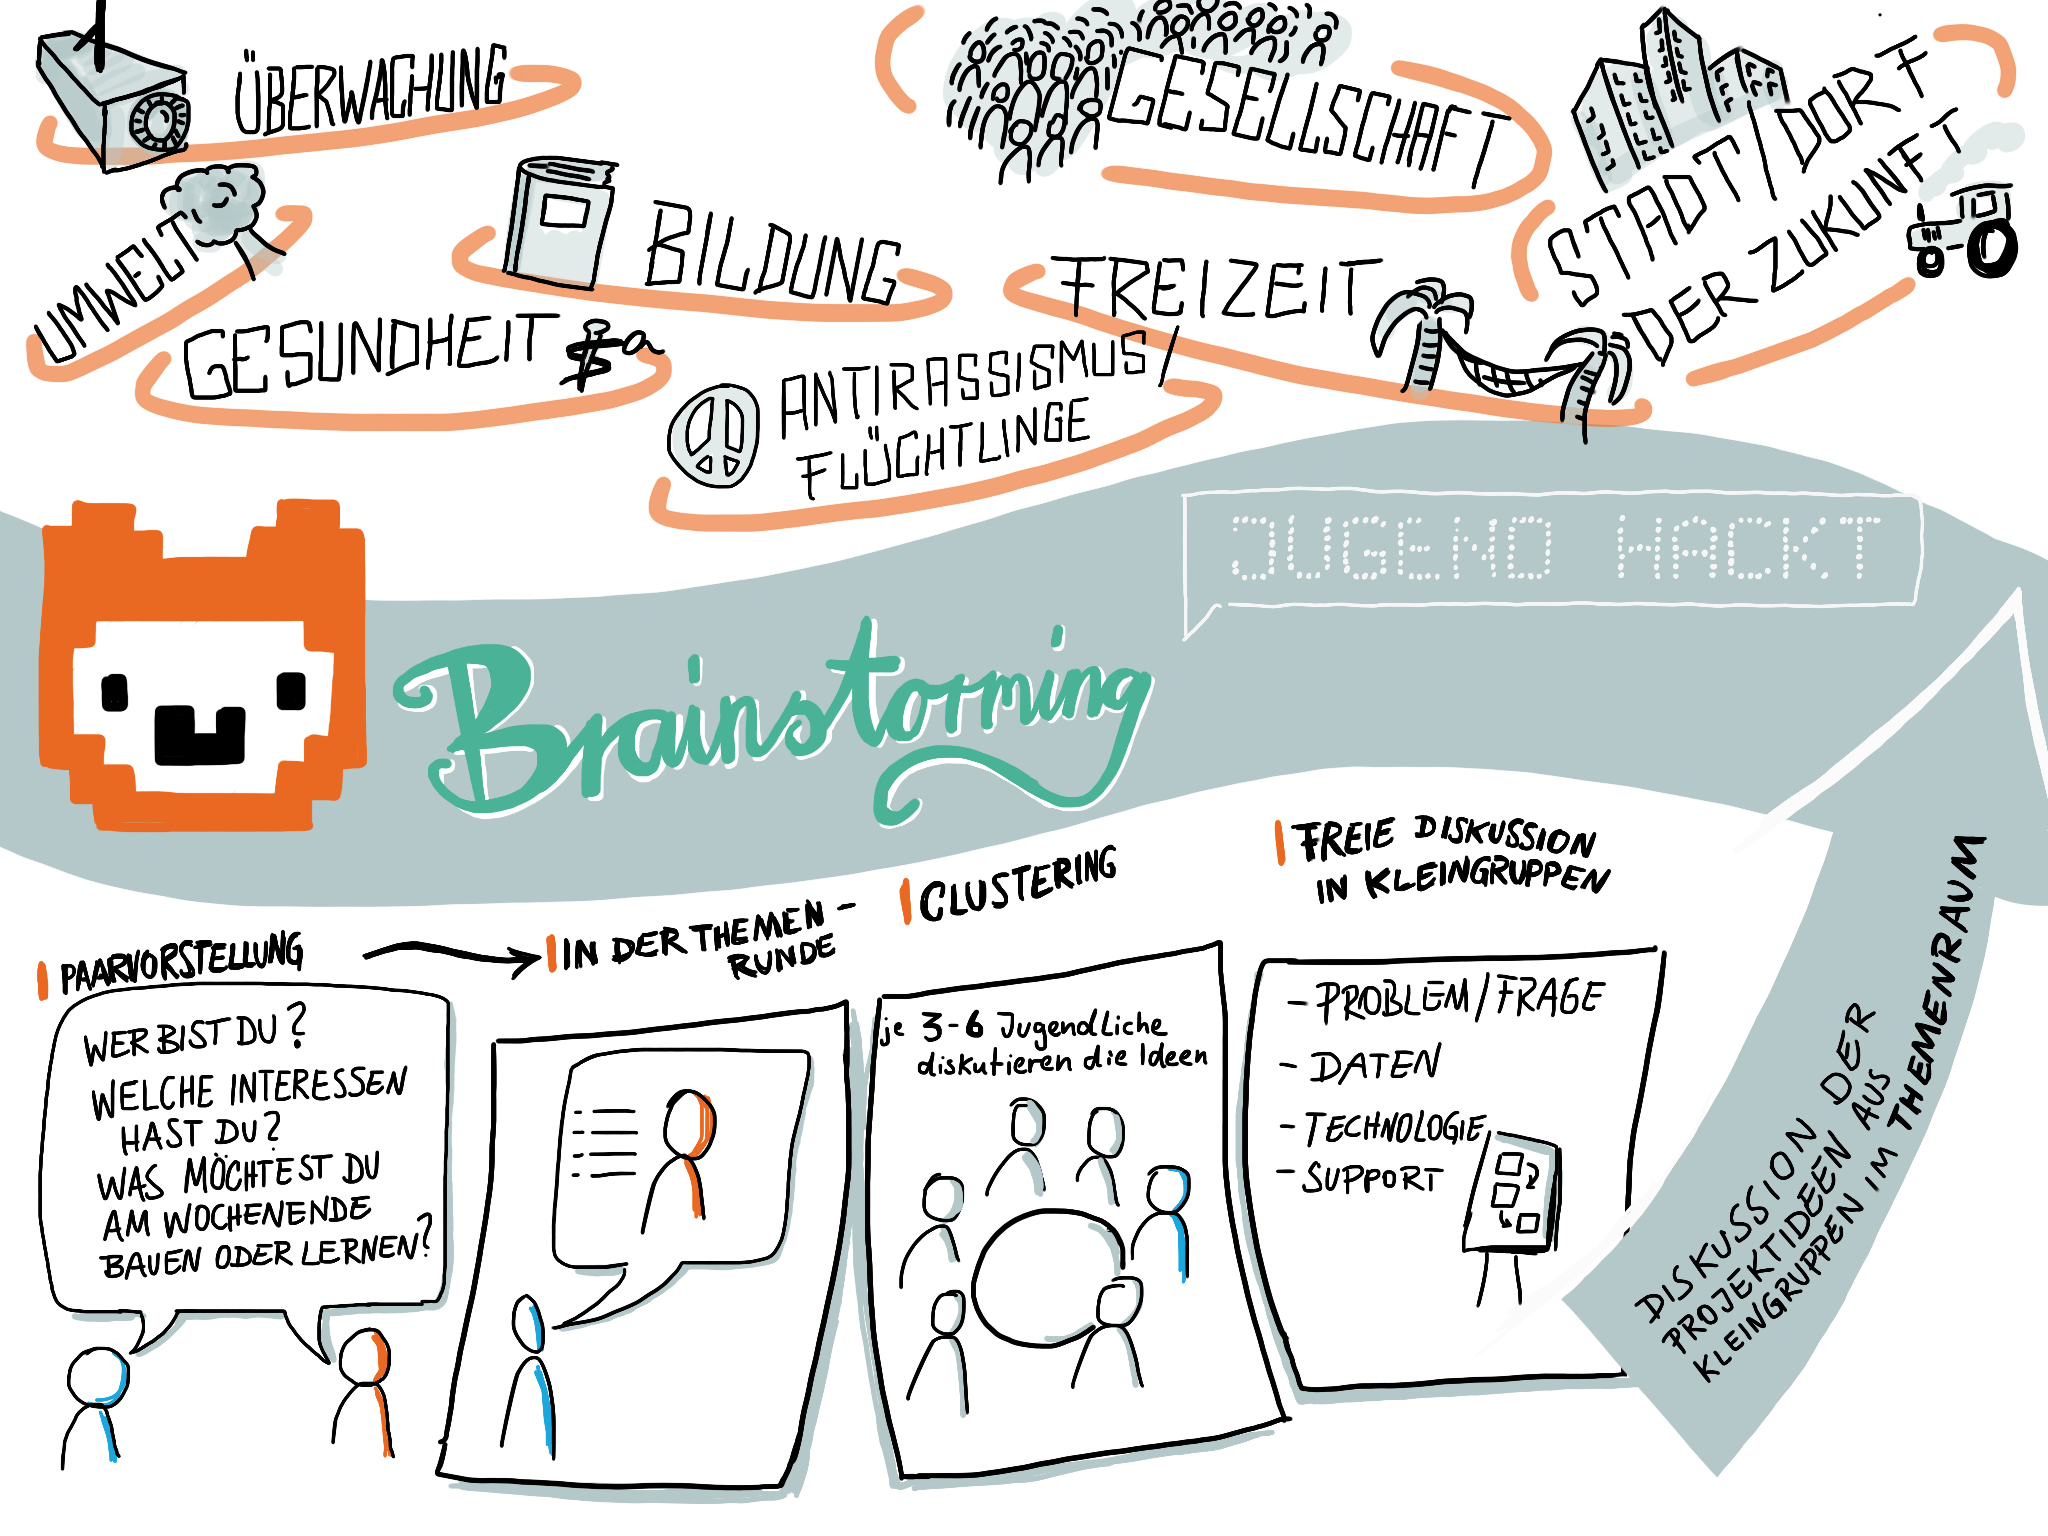 ÜBERWACHUNG
GESELLSCHAFT
STADT/DORF
DER ZUKUNFT
UMWELT
BILDUNG
FREIZEIT
GESUNDHEIT
ANTIRASSISMUS/
FLÜCHTLINGE
JUGEND HACKT
Brainstorming
PAARVORSTELLUNG
WER BIST DU?
WELCHE INTERESSEN
HAST DU?
WAS MÖCHTEST DU
AM WOCHENENDE
BAUEN ODER LERNEN?
IN DER THEMEN-
RUNDE
CLUSTERING
je 3-6 Jugendliche
diskutieren die Ideen
FREIE DISKUSSION
IN KLEINGRUPPEN
- PROBLEM/FRAGE
- DATEN
- TECHNOLOGIE
- SUPPORT
DISKUSSION DER
PROJEKTIDEEN AUS
KLEINGRUPPEN IM THEMENRAUM